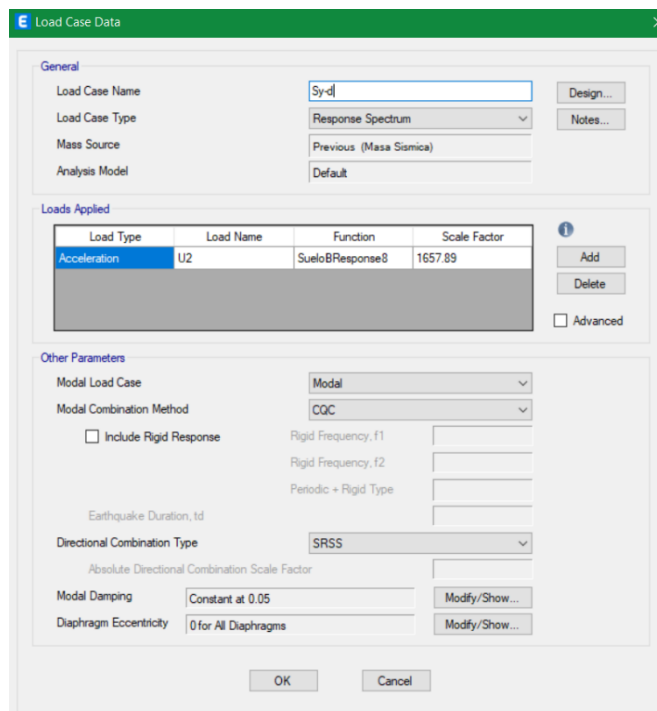 E Load Case Data
General
Load Case Name Sy-d Design...
Load Case Type Response Spectrum Notes...
Mass Source Previous (Masa Sismica)
Analysis Model Default
Loads Applied
Load Type Load Name Function Scale Factor
Acceleration U2 SueloBResponse8 1657.89 Add
Delete
Advanced
Other Parameters
Modal Load Case Modal
Modal Combination Method CQC
Include Rigid Response Rigid Frequency, f1
Rigid Frequency, f2
Periodic + Rigid Type
Earthquake Duration, td
Directional Combination Type SRSS
Absolute Directional Combination Scale Factor
Modal Damping Constant at 0.05 Modify/Show...
Diaphragm Eccentricity 0 for All Diaphragms Modify/Show...
OK Cancel